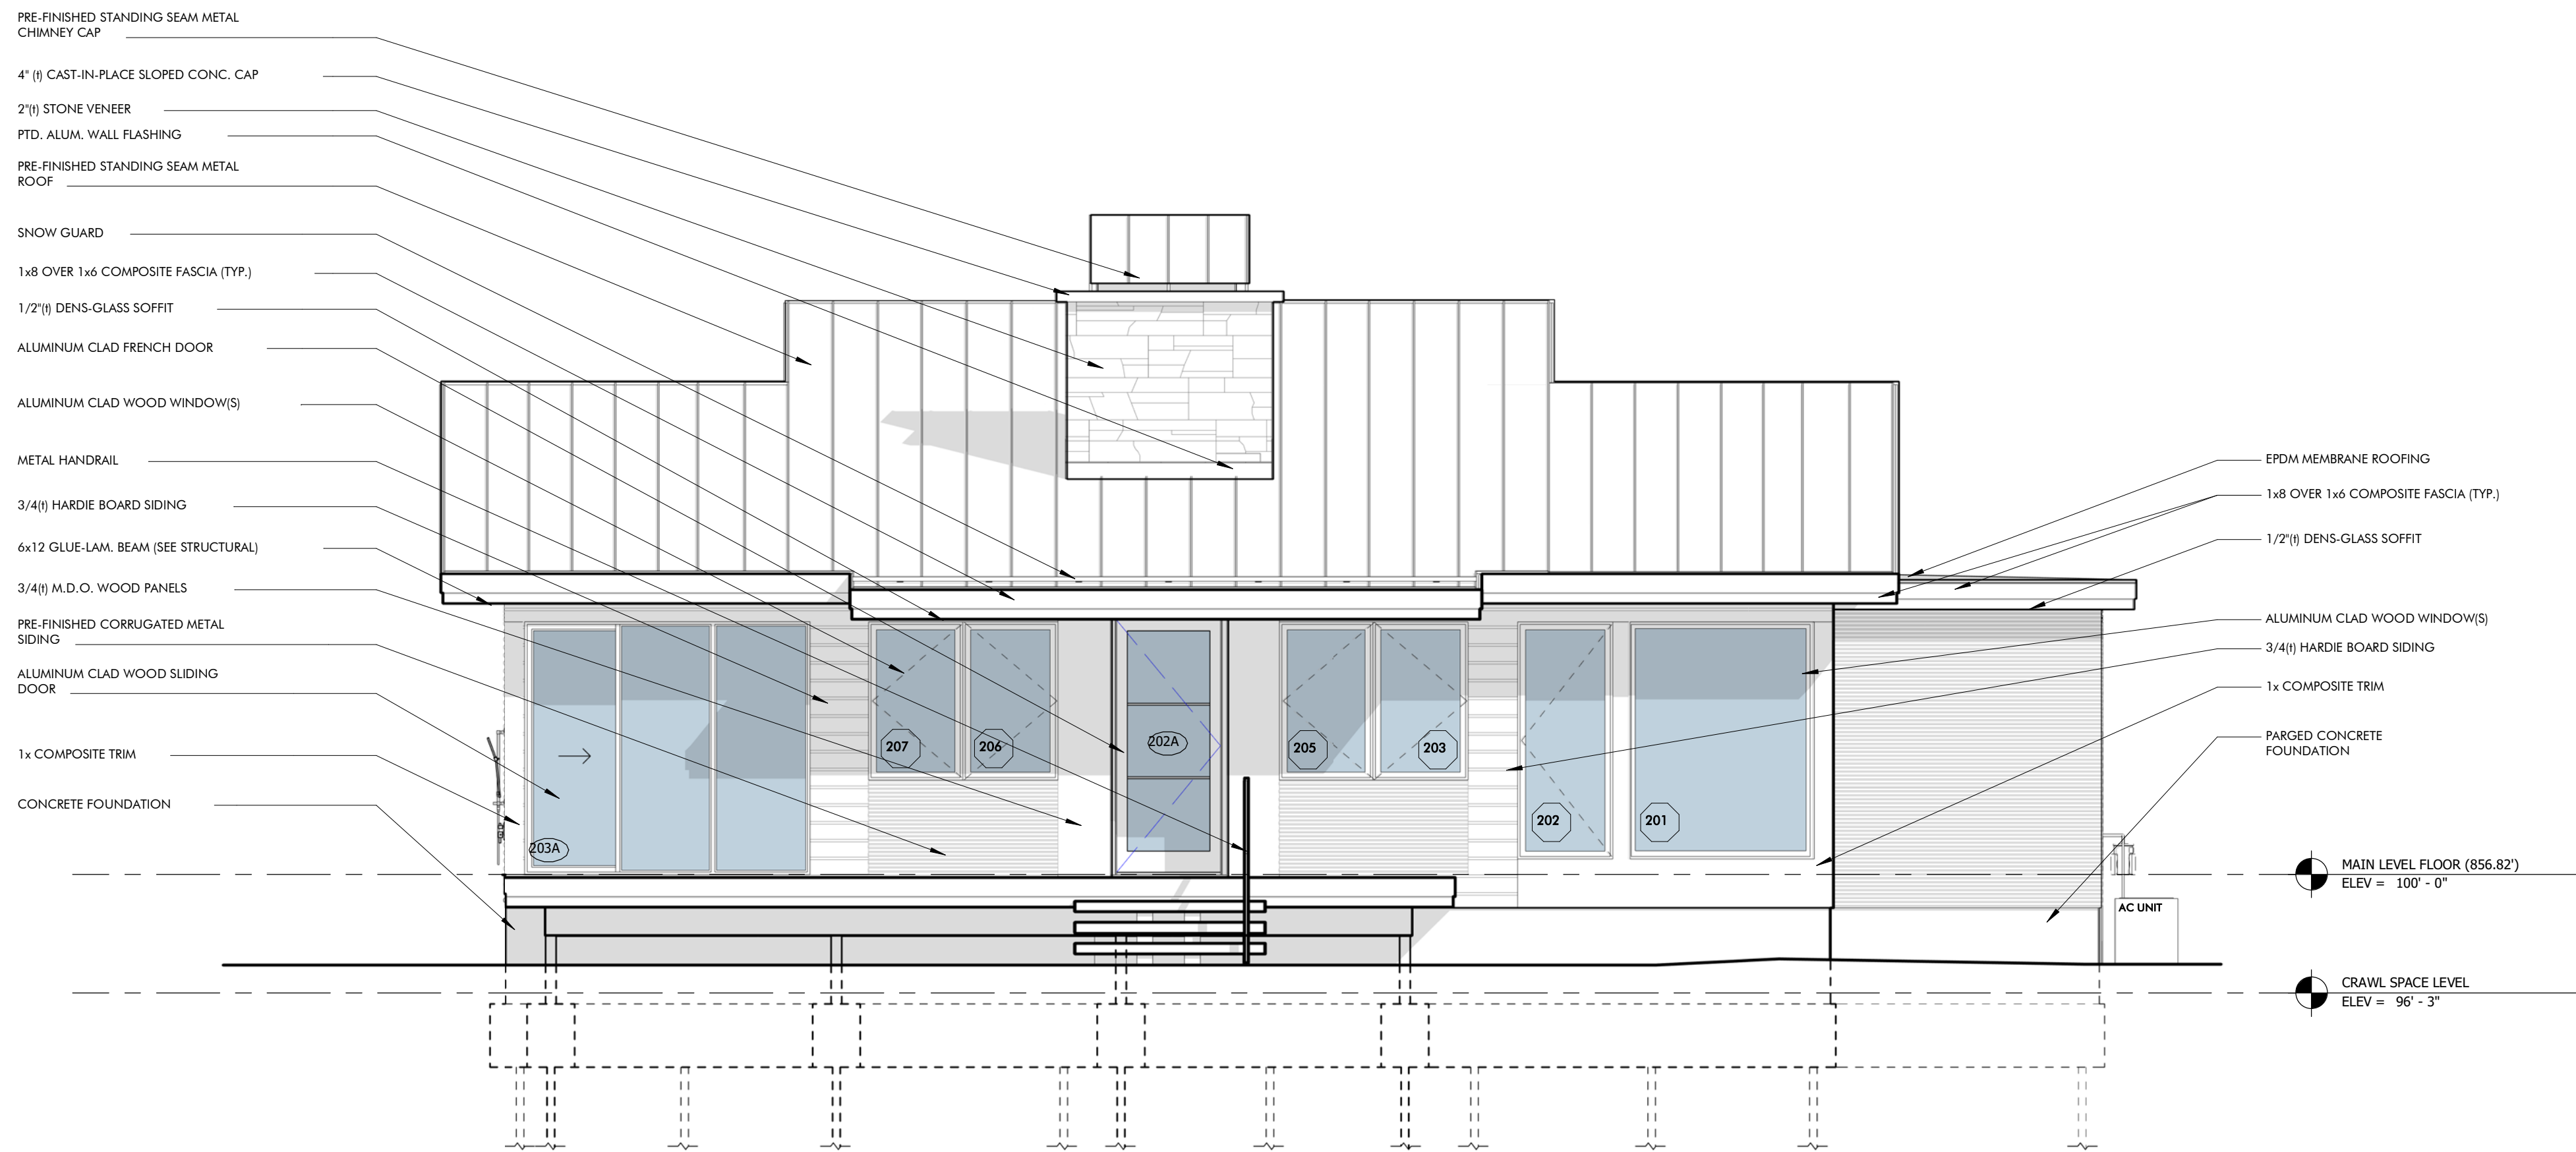 PRE-FINISHED STANDING SEAM METAL
CHIMNEY CAP
4" (t) CAST-IN-PLACE SLOPED CONC. CAP
2"(t) STONE VENEER
PTD. ALUM. WALL FLASHING
PRE-FINISHED STANDING SEAM METAL
ROOF
SNOW GUARD
1x8 OVER 1x6 COMPOSITE FASCIA (TYP.)
1/2"(t) DENS-GLASS SOFFIT
ALUMINUM CLAD FRENCH DOOR
ALUMINUM CLAD WOOD WINDOW(S)
METAL HANDRAIL
3/4(t) HARDIE BOARD SIDING
6x12 GLUE-LAM. BEAM (SEE STRUCTURAL)
3/4(t) M.D.O. WOOD PANELS
PRE-FINISHED CORRUGATED METAL
SIDING
ALUMINUM CLAD WOOD SLIDING
DOOR
1x COMPOSITE TRIM
CONCRETE FOUNDATION
203A
207
206
202A
205
203
202
201
EPDM MEMBRANE ROOFING
1x8 OVER 1x6 COMPOSITE FASCIA (TYP.)
1/2"(t) DENS-GLASS SOFFIT
ALUMINUM CLAD WOOD WINDOW(S)
3/4(t) HARDIE BOARD SIDING
1x COMPOSITE TRIM
PARGED CONCRETE
FOUNDATION
AC UNIT
MAIN LEVEL FLOOR (856.82')
ELEV = 100' - 0"
CRAWL SPACE LEVEL
ELEV = 96' - 3"